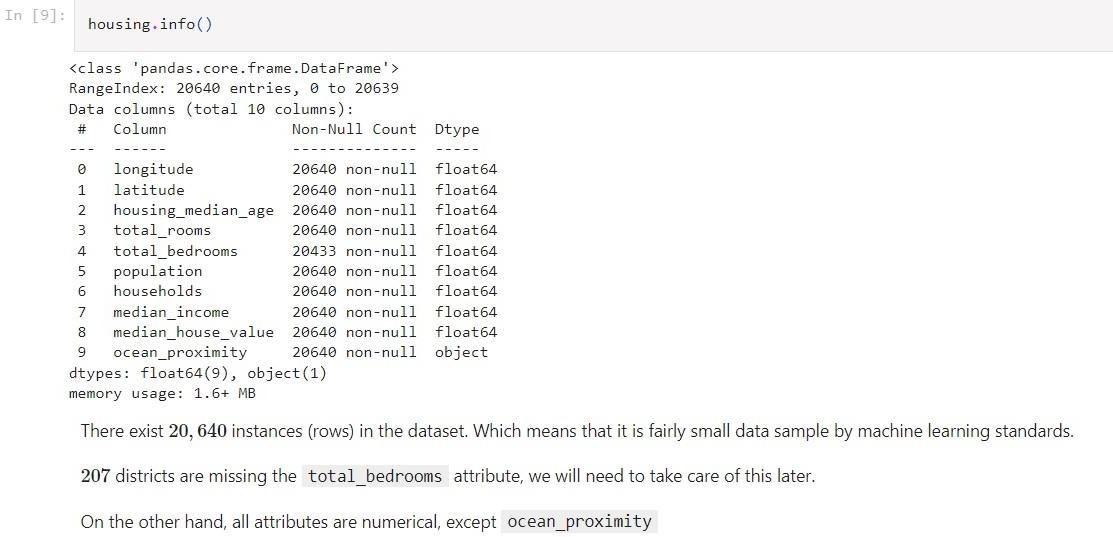 In [9]:
housing.info()
<class 'pandas.core.frame.DataFrame'>
RangeIndex: 20640 entries, 0 to 20639
Data columns (total 10 columns):
 #   Column              Non-Null Count  Dtype
---  ------              --------------  -----
 0   longitude           20640 non-null  float64
 1   latitude            20640 non-null  float64
 2   housing_median_age  20640 non-null  float64
 3   total_rooms         20640 non-null  float64
 4   total_bedrooms      20433 non-null  float64
 5   population          20640 non-null  float64
 6   households          20640 non-null  float64
 7   median_income       20640 non-null  float64
 8   median_house_value  20640 non-null  float64
 9   ocean_proximity     20640 non-null  object
dtypes: float64(9), object(1)
memory usage: 1.6+ MB
There exist 20, 640 instances (rows) in the dataset. Which means that it is fairly small data sample by machine learning standards.
207 districts are missing the total_bedrooms attribute, we will need to take care of this later.
On the other hand, all attributes are numerical, except ocean_proximity